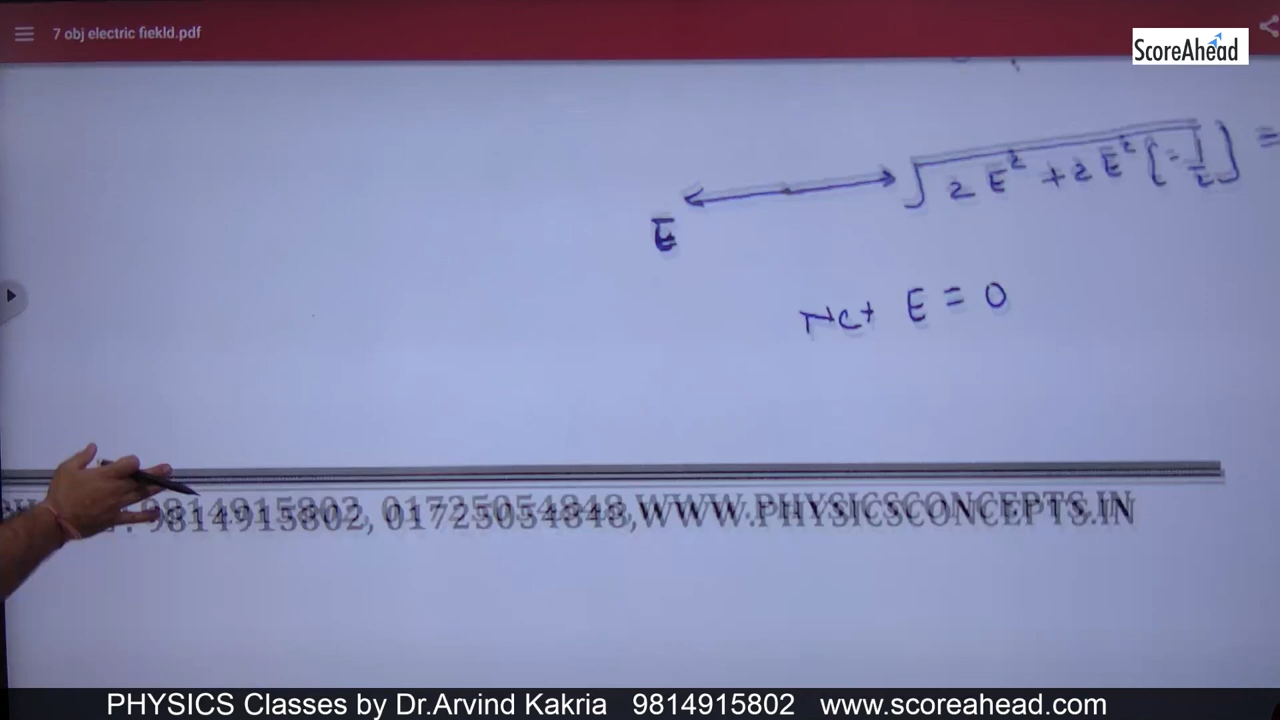 7 obj electric fiekld.pdf
ScoreAhead
√2E² + 2E² [-1/2] =
E
Net E = 0
: 9814915802, 01725054848,WWW.PHYSICSCONCEPTS.IN
PHYSICS Classes by Dr.Arvind Kakria 9814915802 www.scoreahead.com